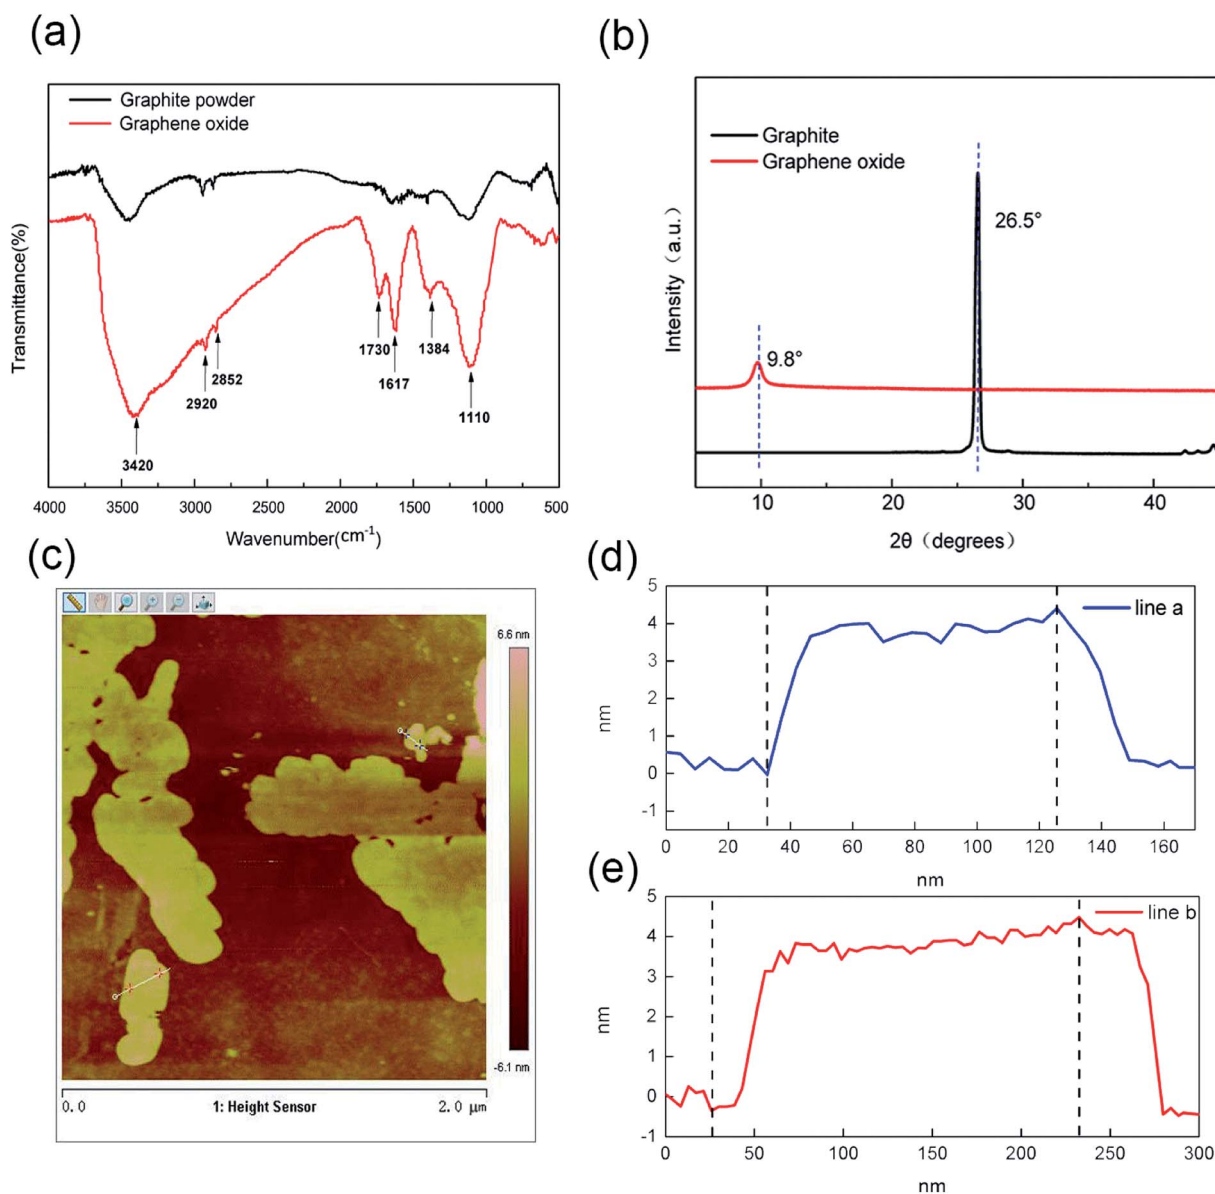 (a)
Graphite powder
Graphene oxide
Transmittance(%)
3420
2920
2852
1730
1617
1384
1110
4000 3500 3000 2500 2000 1500 1000 500
Wavenumber(cm⁻¹)
(b)
Graphite
Graphene oxide
26.5°
9.8°
Intensity (a.u.)
10 20 30 40
2θ (degrees)
(c)
6.6 nm
-6.1 nm
0.0 1: Height Sensor 2.0 μm
(d)
line a
5
4
3
2
1
0
-1
nm
0 20 40 60 80 100 120 140 160
nm
(e)
line b
5
4
3
2
1
0
-1
nm
0 50 100 150 200 250 300
nm